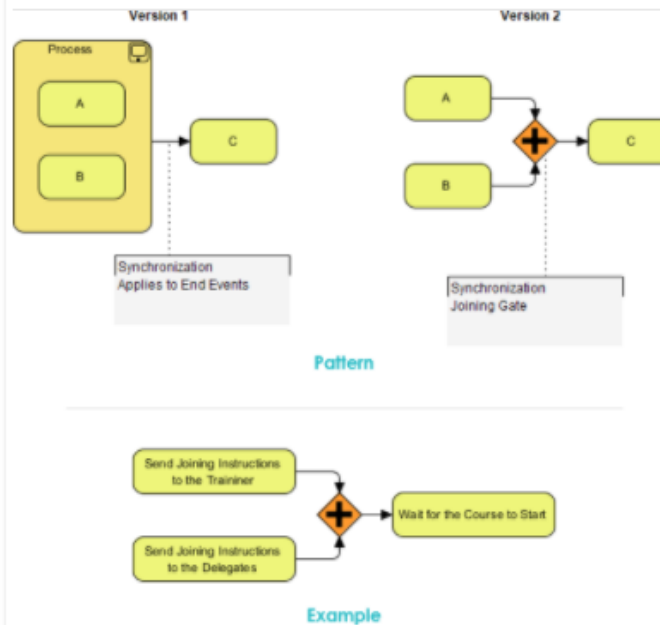 Version 1
Version 2
Process
A
B
C
A
B
C
Synchronization
Applies to End Events
Synchronization
Joining Gate
Pattern
Send Joining Instructions
to the Traininer
Send Joining Instructions
to the Delegates
Wait for the Course to Start
Example